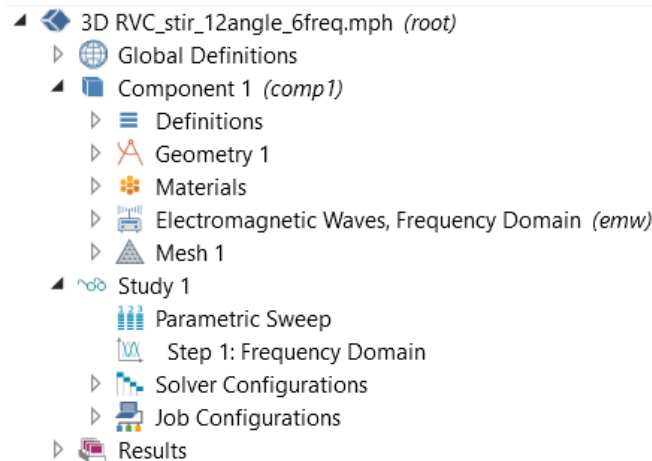 3D RVC_stir_12angle_6freq.mph (root)
Global Definitions
Component 1 (comp1)
Definitions
Geometry 1
Materials
Electromagnetic Waves, Frequency Domain (emw)
Mesh 1
Study 1
Parametric Sweep
Step 1: Frequency Domain
Solver Configurations
Job Configurations
Results